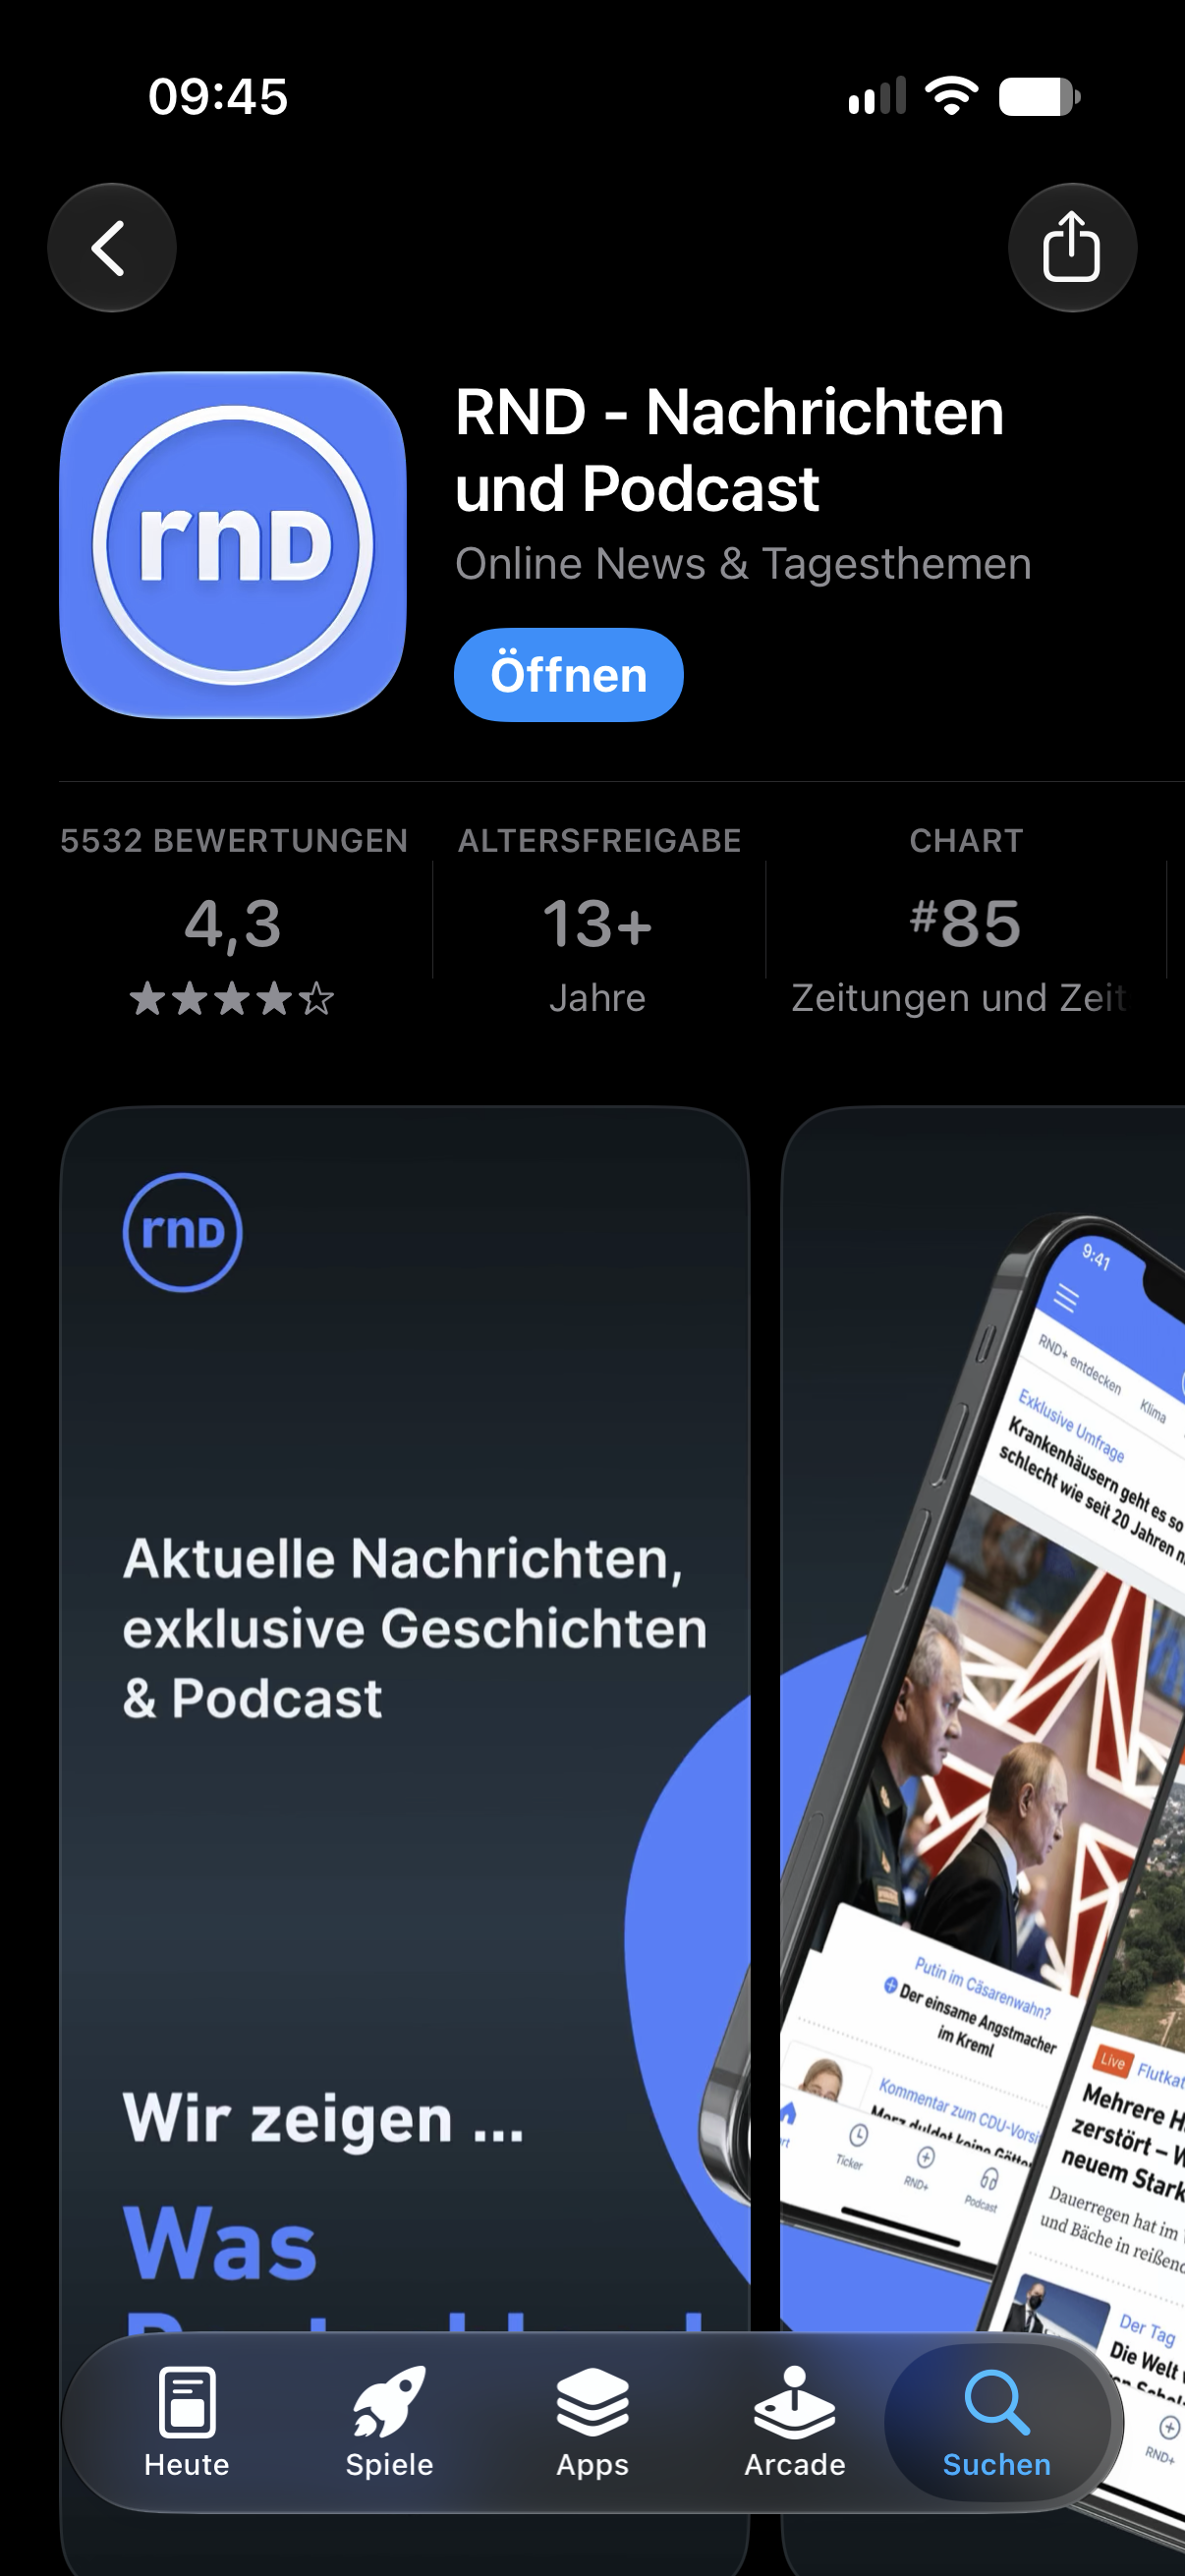 09:45
rnD
RND - Nachrichten
und Podcast
Online News & Tagesthemen
Öffnen
5532 BEWERTUNGEN
4,3
ALTERSFREIGABE
13+
Jahre
CHART
#85
Zeitungen und Zeit
rnD
Aktuelle Nachrichten,
exklusive Geschichten
& Podcast
Wir zeigen ...
Was
9:41
RND+ entdecken Klima
Exklusive Umfrage
Krankenhäusern geht es so
schlecht wie seit 20 Jahren
Putin im Cäsarenwahn?
Der einsame Angstmacher
im Kreml
Kommentar zum
Ticker
RND+
Podcast
Live
Mehrere
zerstört –
neuem
Dauerregen hat im
und Bäche in
Der Tag
Die Welt
RND+
Heute
Spiele
Apps
Arcade
Suchen